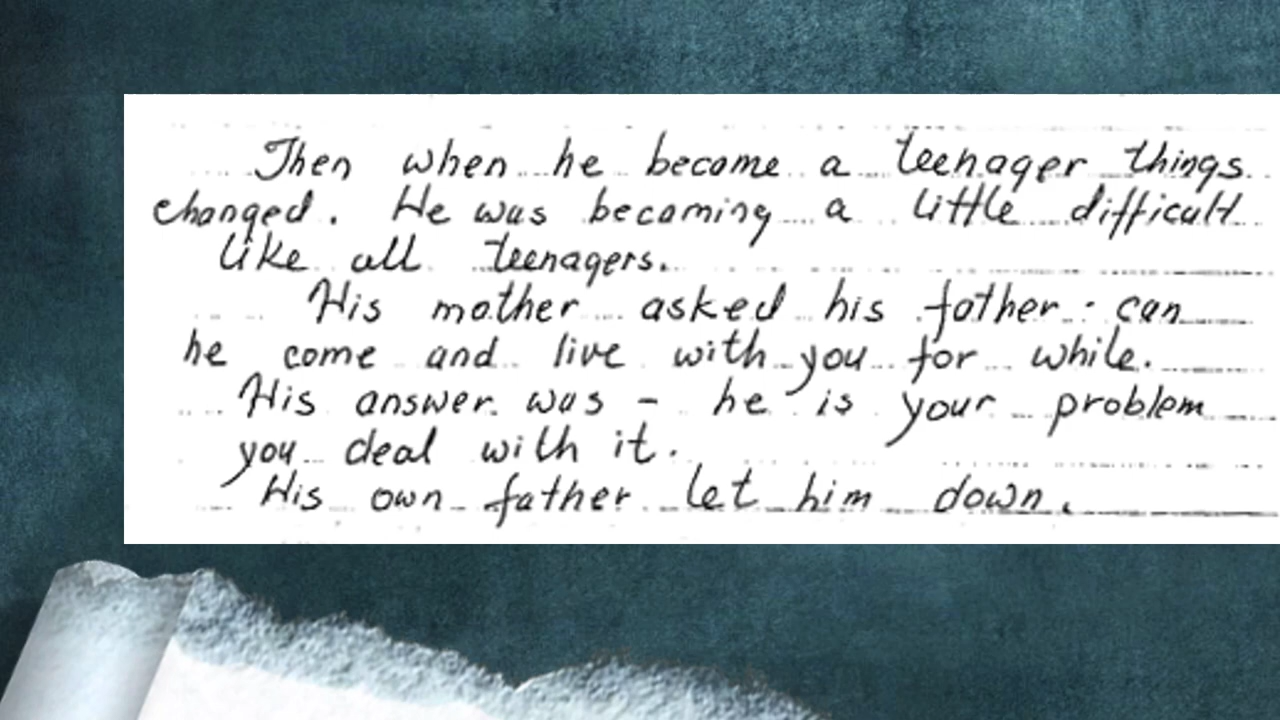 Then when he become a teenager things
changed. He was becoming a little difficult
like all teenagers.
His mother asked his father : can
he come and live with you for while.
His answer was - he is your problem
you deal with it.
His own father let him down.